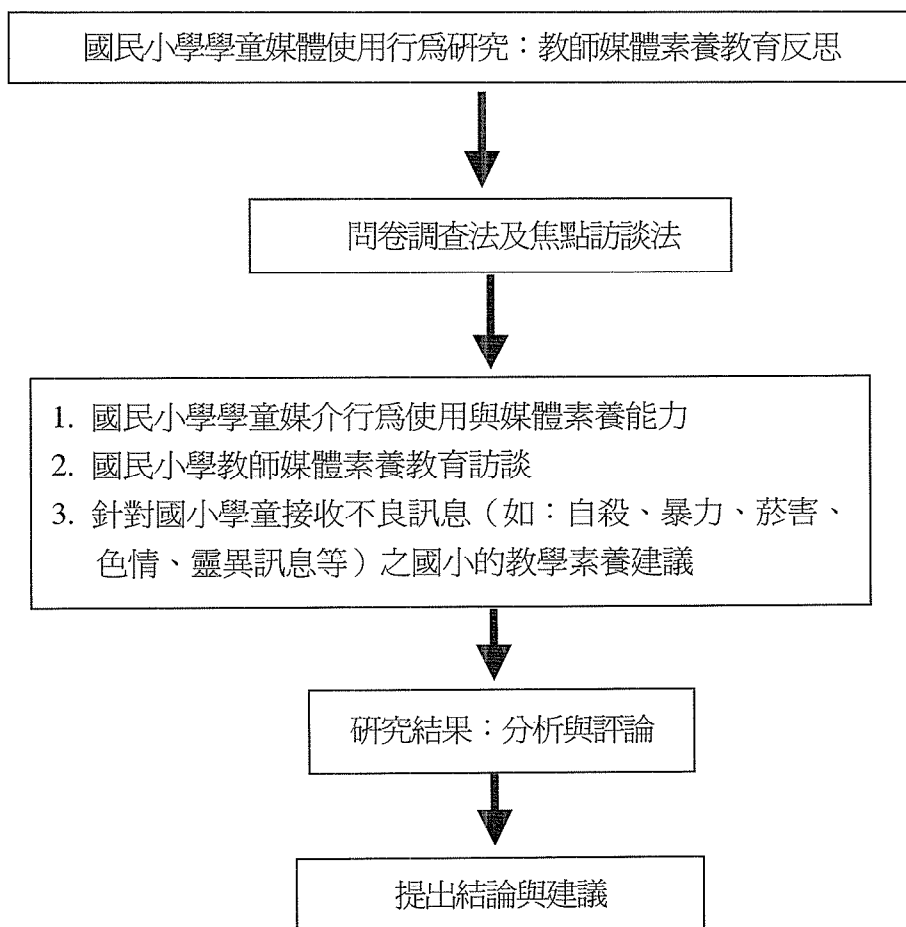 國民小學學童媒體使用行爲研究：教師媒體素養教育反思
問卷調查法及焦點訪談法
1. 國民小學學童媒介行爲使用與媒體素養能力
2. 國民小學教師媒體素養教育訪談
3. 針對國小學童接收不良訊息（如：自殺、暴力、菸害、
色情、靈異訊息等）之國小的教學素養建議
研究結果：分析與評論
提出結論與建議